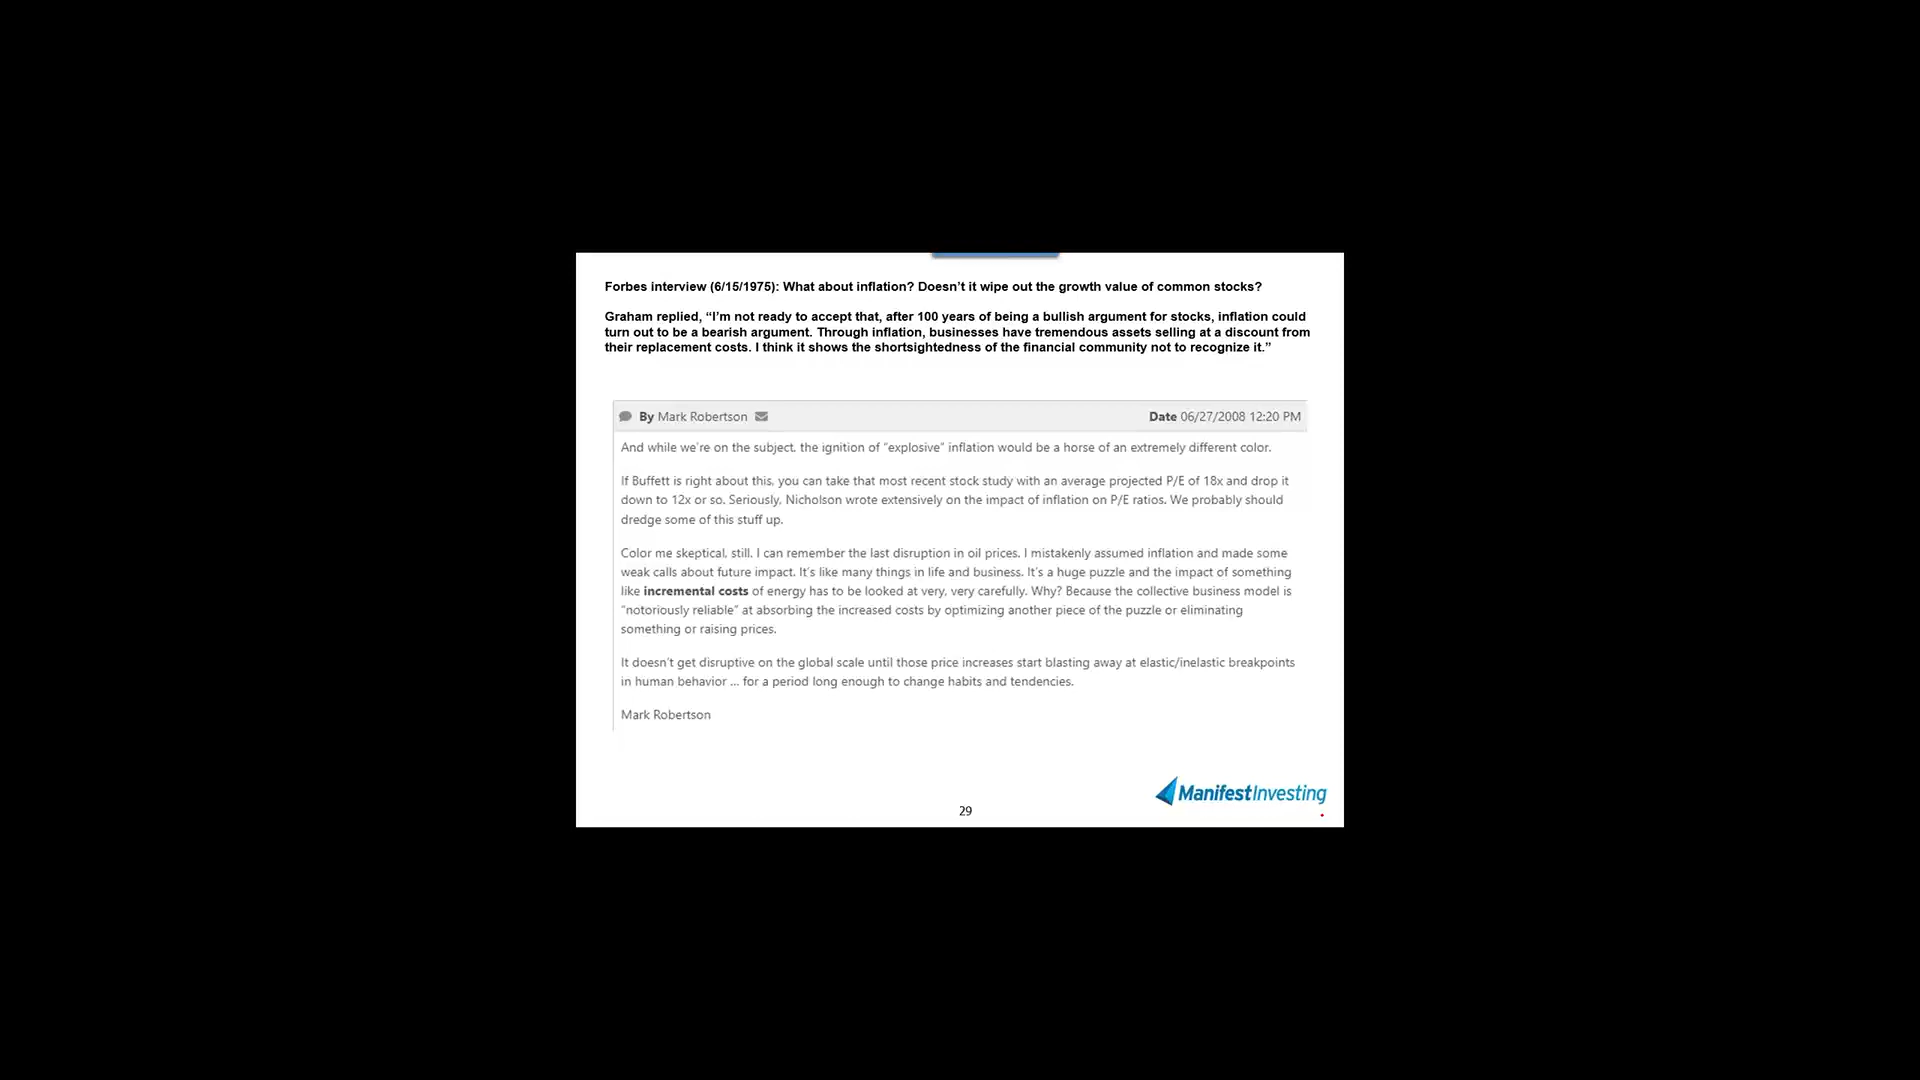 Forbes interview (6/15/1975): What about inflation? Doesn’t it wipe out the growth value of common stocks?
Graham replied, “I’m not ready to accept that, after 100 years of being a bullish argument for stocks, inflation could
turn out to be a bearish argument. Through inflation, businesses have tremendous assets selling at a discount from
their replacement costs. I think it shows the shortsightedness of the financial community not to recognize it.”
By Mark Robertson
Date 06/27/2008 12:20 PM
And while we’re on the subject, the ignition of “explosive” inflation would be a horse of an extremely different color.
If Buffett is right about this, you can take that most recent stock study with an average projected P/E of 18x and drop it
down to 12x or so. Seriously, Nicholson wrote extensively on the impact of inflation on P/E ratios. We probably should
dredge some of this stuff up.
Color me skeptical, still. I can remember the last disruption in oil prices. I mistakenly assumed inflation and made some
weak calls about future impact. It’s like many things in life and business. It’s a huge puzzle and the impact of something
like incremental costs of energy has to be looked at very, very carefully. Why? Because the collective business model is
“notoriously reliable” at absorbing the increased costs by optimizing another piece of the puzzle or eliminating
something or raising prices.
It doesn’t get disruptive on the global scale until those price increases start blasting away at elastic/inelastic breakpoints
in human behavior ... for a period long enough to change habits and tendencies.
Mark Robertson
ManifestInvesting
29